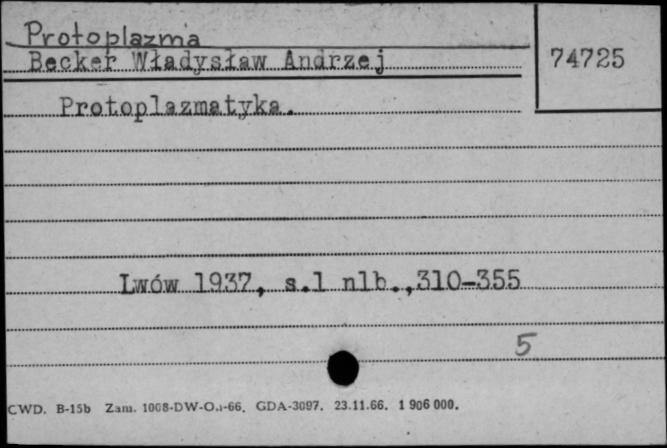 Protoplazma
Becker Władysław Andrzej
74725
Protoplazmatyka.
Lwów 1937, s.1 nlb.,310-355
5
CWD. B-15b Zam. 1008-DW-O.-66. GDA-3097. 23.11.66. 1 906 000.